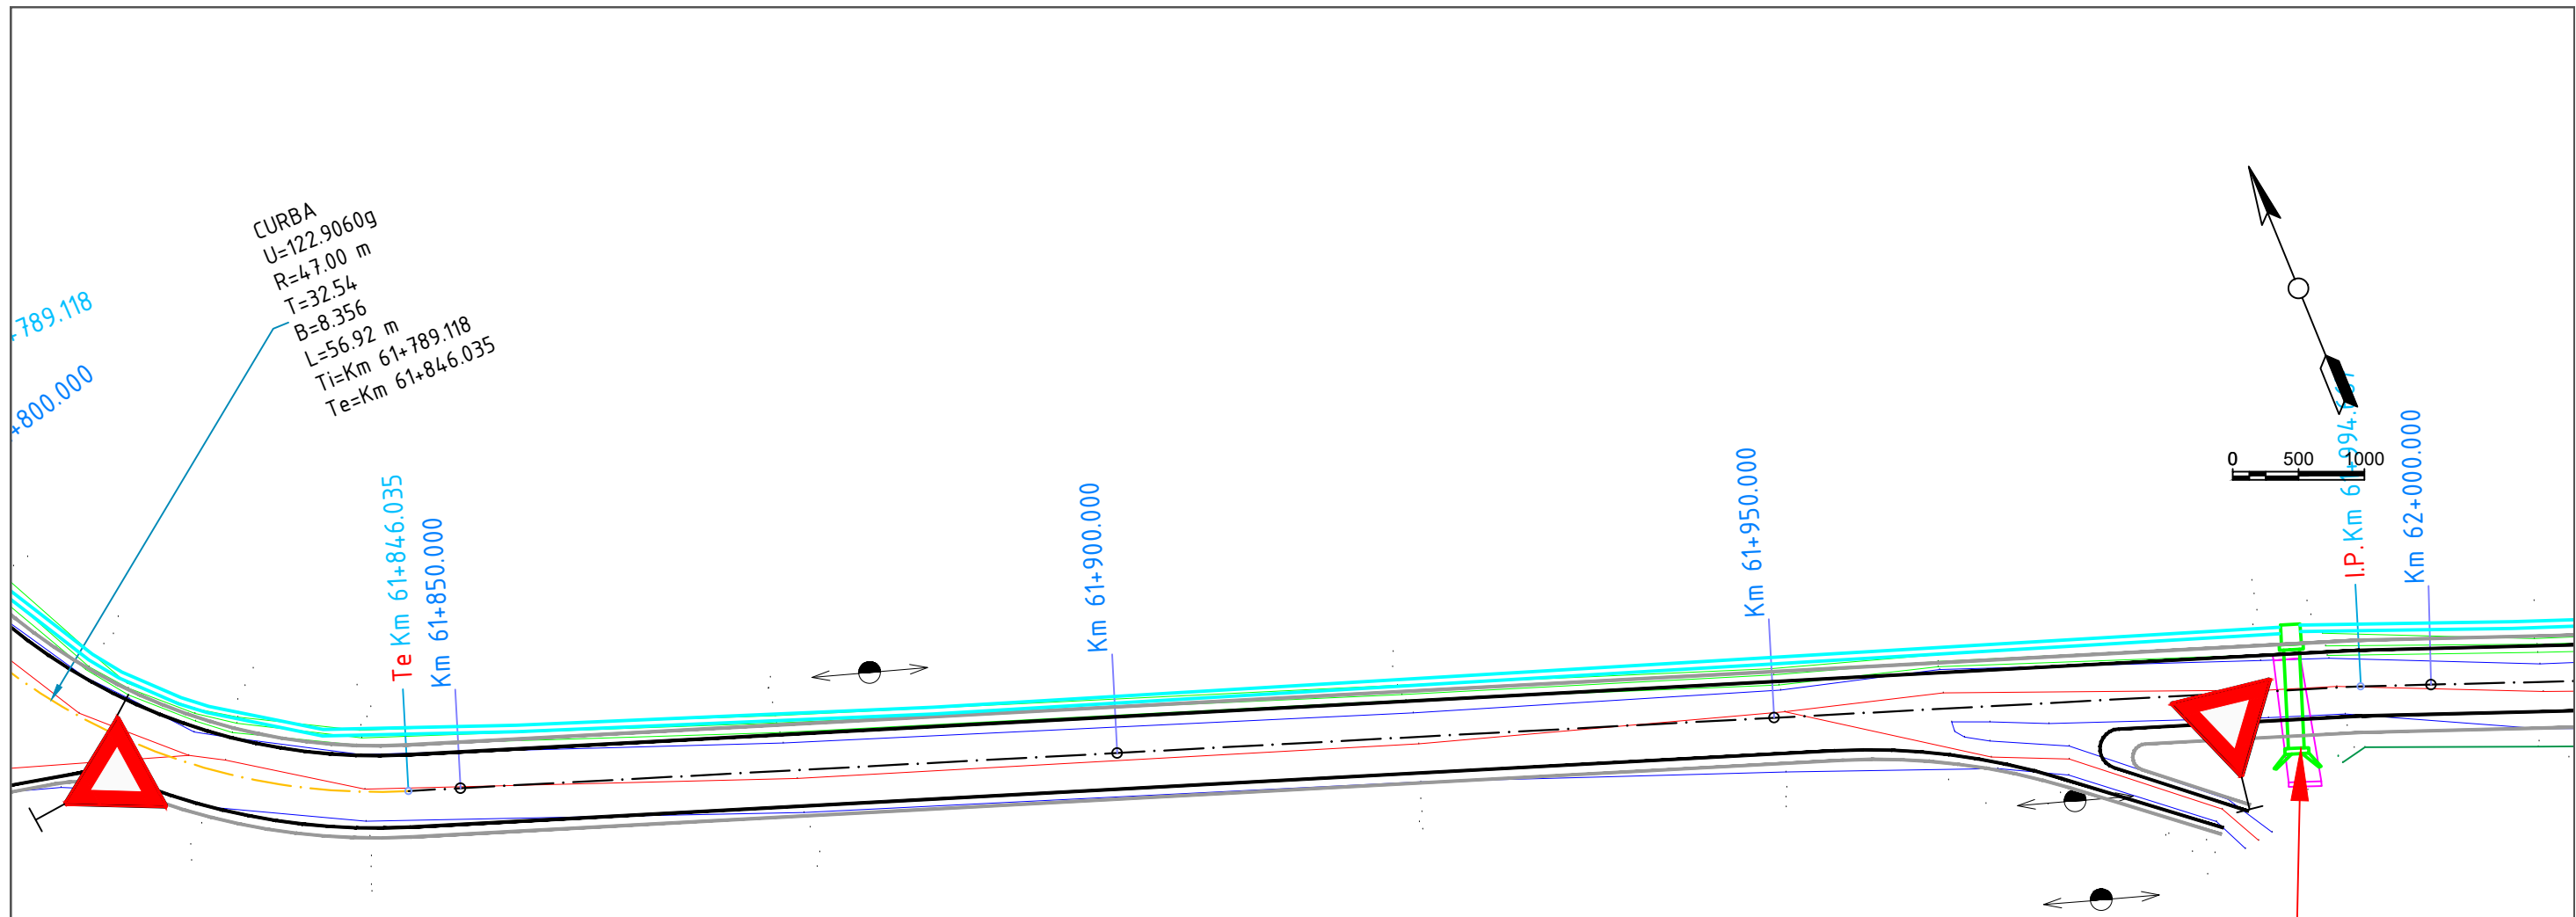 CURBA
U=122.9060g
R=47.00 m
T=32.54
B=8.356
L=56.92 m
Ti=Km 61+789.118
Te=Km 61+846.035
+789.118
+800.000
Te Km 61+846.035
Km 61+850.000
Km 61+900.000
Km 61+950.000
I.P. Km
Km 62+000.000
0 500 1000